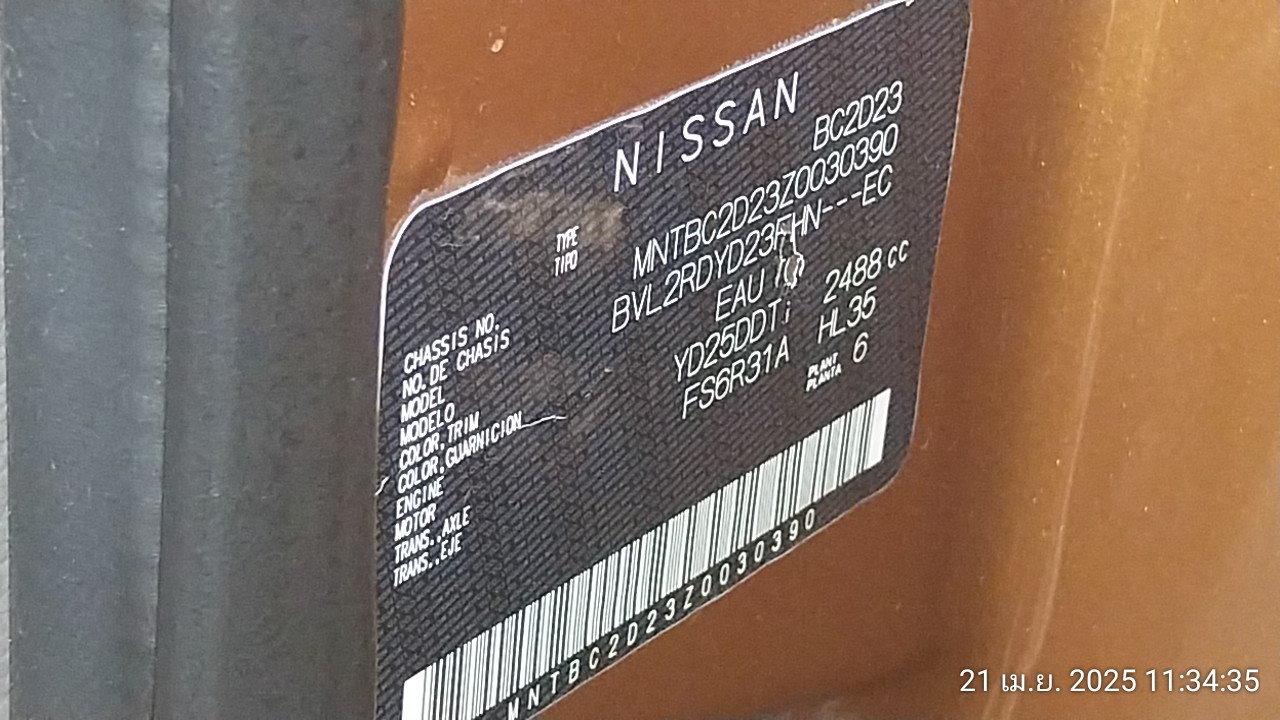 NISSAN
TYPE BC2D23
TIPO
CHASSIS NO. MNTBC2D23Z0030390
NO. DE CHASIS
MODEL BVL2RDYD23FHN---EC
MODELO
COLOR,TRIM EAU
COLOR,GUARNICION
ENGINE YD25DDTi 2488 cc
MOTOR
TRANS.,AXLE FS6R31A HL35
TRANS.,EJE
PLANT 6
PLANTA
MNTBC2D23Z0030390
21 เม.ย. 2025 11:34:35